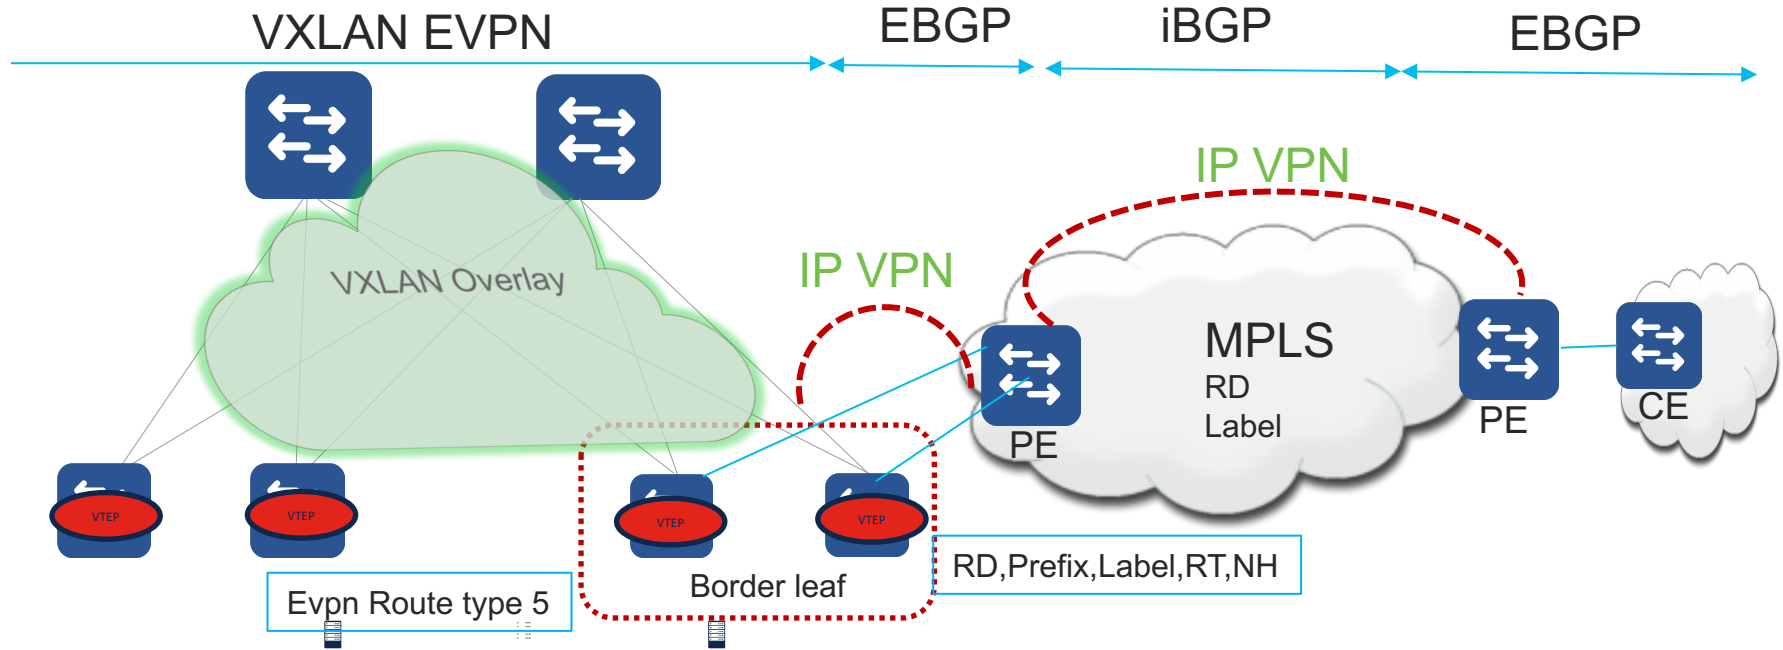 VXLAN EVPN
EBGP
iBGP
EBGP
IP VPN
IP VPN
VXLAN Overlay
MPLS
RD
Label
PE
PE
CE
VTEP
VTEP
VTEP
VTEP
Border leaf
RD,Prefix,Label,RT,NH
Evpn Route type 5